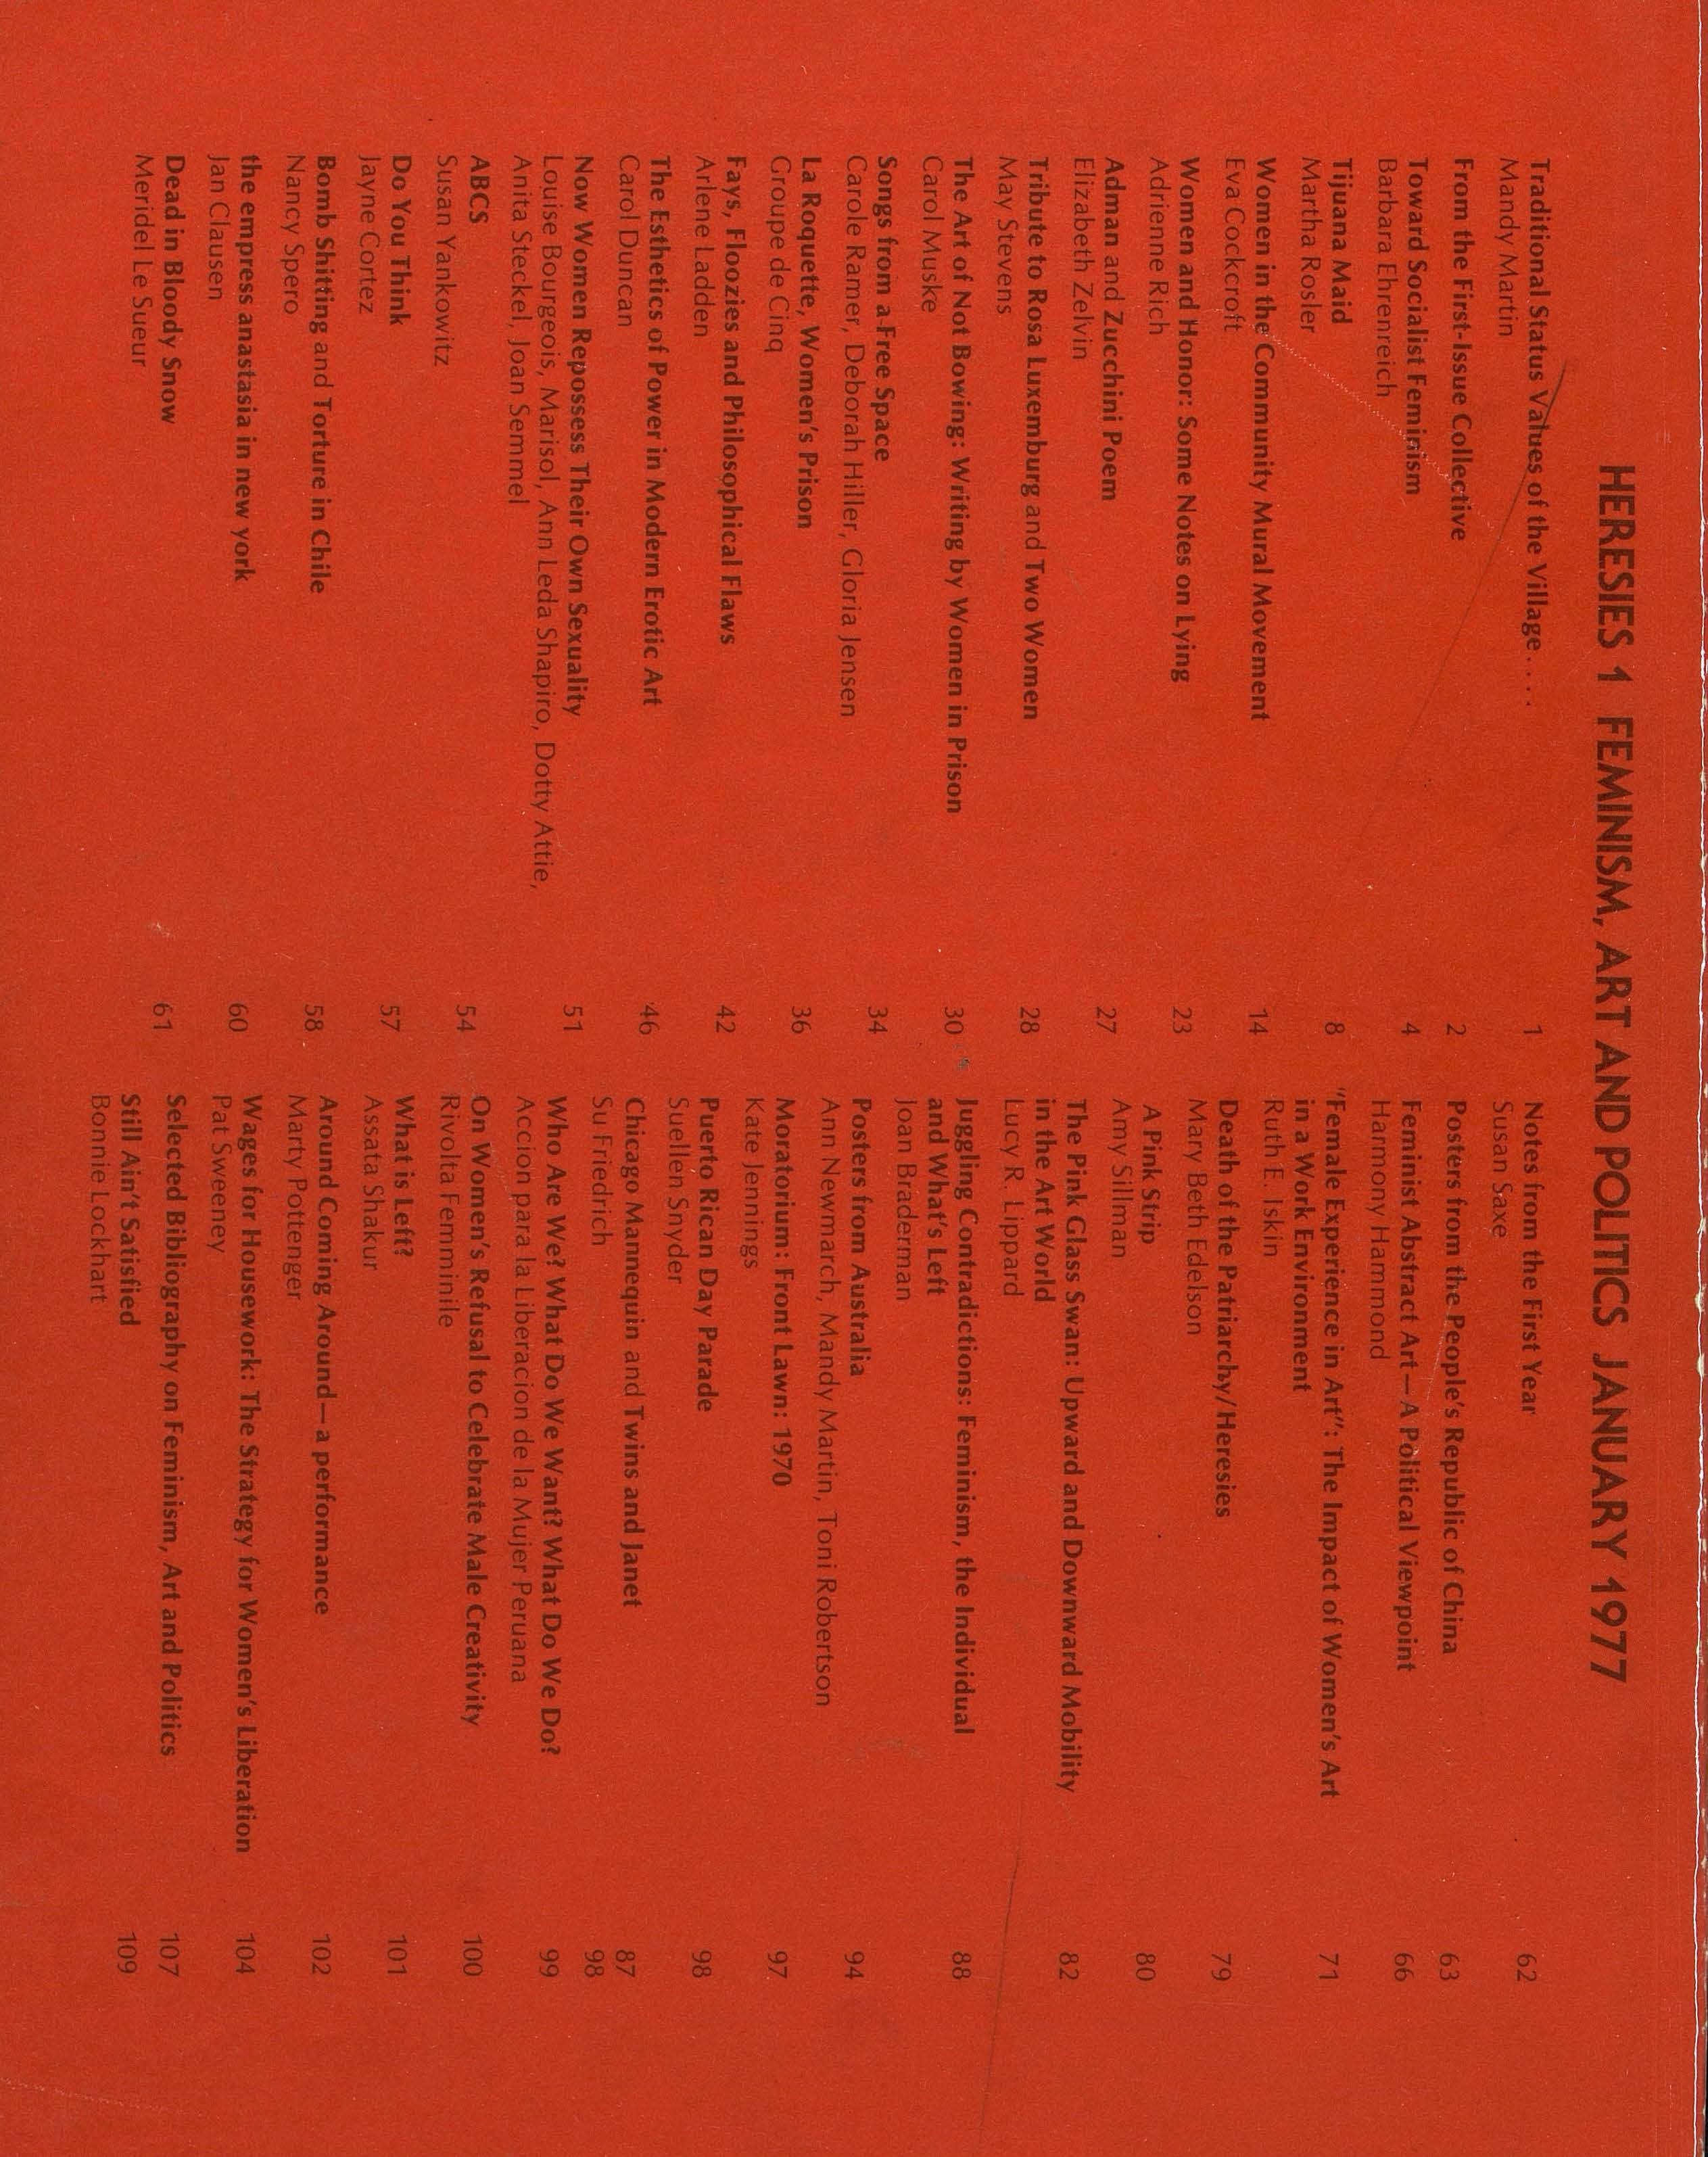 HERESIES 1 FEMINISM, ART AND POLITICS JANUARY 1977
Traditional Status Values of the Village.... 1
Mandy Martin
From the First-Issue Collective 2
Toward Socialist Feminism 4
Barbara Ehrenreich
Tijuana Maid 8
Martha Rosler
Women in the Community Mural Movement 14
Eva Cockcroft
Women and Honor: Some Notes on Lying 23
Adrienne Rich
Adman and Zucchini Poem 27
Elizabeth Zelvin
Tribute to Rosa Luxemburg and Two Women 28
May Stevens
The Art of Not Bowing: Writing by Women in Prison 30
Carol Muske
Songs from a Free Space 34
Carole Ramer, Deborah Hiller, Gloria Jensen
La Roquette, Women's Prison 36
Groupe de Cinq
Fays, Floozies and Philosophical Flaws 42
Arlene Ladden
The Esthetics of Power in Modern Erotic Art 46
Carol Duncan
Now Women Repossess Their Own Sexuality 51
Louise Bourgeois, Marisol, Ann Leda Shapiro, Dotty Attie,
Anita Steckel, Joan Semmel
ABCS 54
Susan Yankowitz
Do You Think 57
Jayne Cortez
Bomb Shitting and Torture in Chile 58
Nancy Spero
the empress anastasia in new york 60
Jan Clausen
Dead in Bloody Snow 61
Meridel Le Sueur
Notes from the First Year 62
Susan Saxe
Posters from the People's Republic of China 63
Feminist Abstract Art—A Political Viewpoint 66
Harmony Hammond
"Female Experience in Art": The Impact of Women's Art 71
in a Work Environment
Ruth E. Iskin
Death of the Patriarchy/Heresies 79
Mary Beth Edelson
A Pink Strip 80
Amy Sillman
The Pink Glass Swan: Upward and Downward Mobility 82
in the Art World
Lucy R. Lippard
Juggling Contradictions: Feminism, the Individual 88
and What's Left
Joan Braderman
Posters from Australia 94
Ann Newmarch, Mandy Martin, Toni Robertson
Moratorium: Front Lawn: 1970 97
Kate Jennings
Puerto Rican Day Parade 98
Suellen Snyder
Chicago Mannequin and Twins and Janet 87
Su Friedrich 98
Who Are We? What Do We Want? What Do We Do? 99
Accion para la Liberacion de la Mujer Peruana
On Women's Refusal to Celebrate Male Creativity 100
Rivolta Femminile
What is Left? 101
Assata Shakur
Around Coming Around—a performance 102
Marty Pottenger
Wages for Housework: The Strategy for Women's Liberation 104
Pat Sweeney
Selected Bibliography on Feminism, Art and Politics 107
Still Ain't Satisfied 109
Bonnie Lockhart